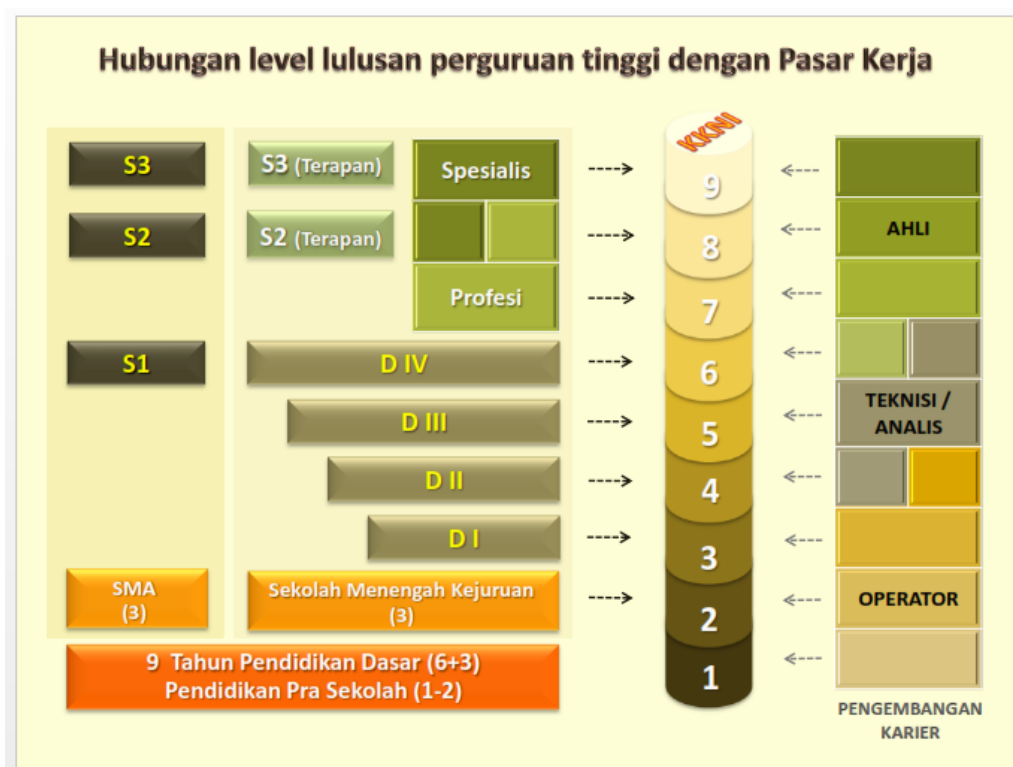 Hubungan level lulusan perguruan tinggi dengan Pasar Kerja
KKNI
S3
S3 (Terapan)
Spesialis
9
S2
S2 (Terapan)
8
AHLI
Profesi
7
S1
D IV
6
D III
5
TEKNISI /
ANALIS
D II
4
D I
3
SMA
(3)
Sekolah Menengah Kejuruan
(3)
2
OPERATOR
9 Tahun Pendidikan Dasar (6+3)
Pendidikan Pra Sekolah (1-2)
1
PENGEMBANGAN
KARIER